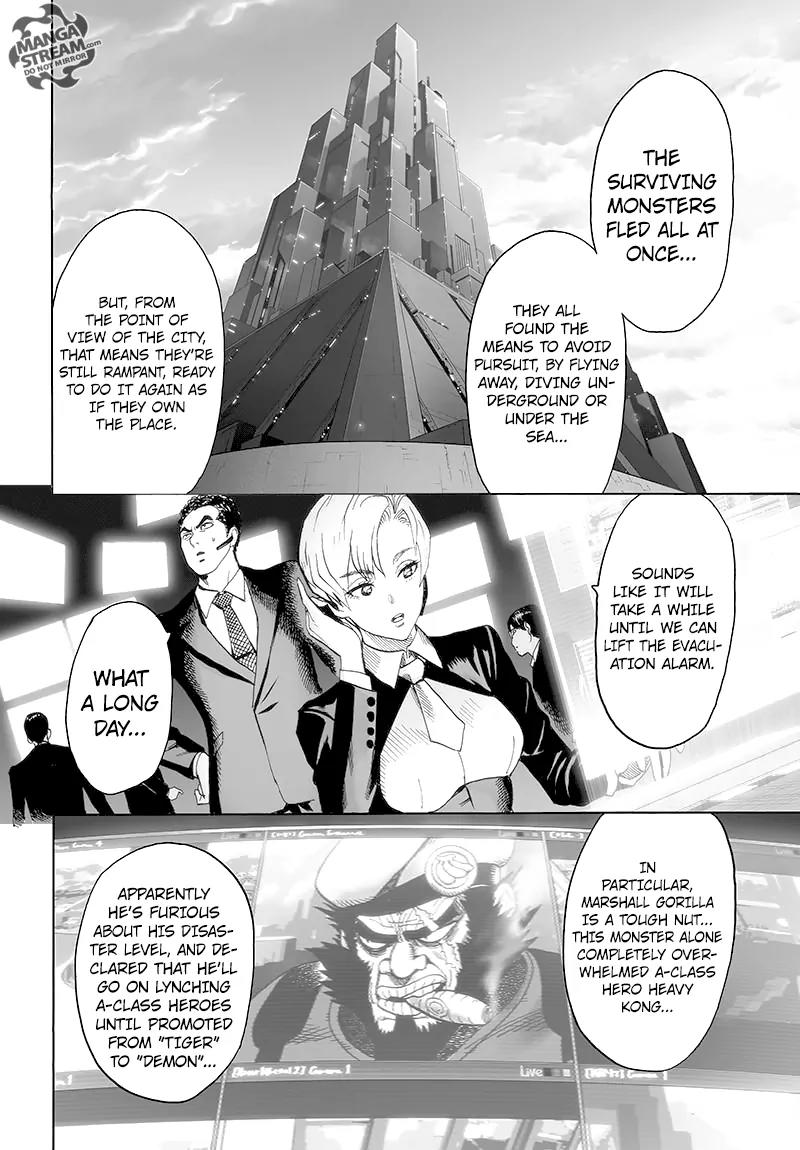 MANGA
STREAM.com
DO NOT MIRROR
THE
SURVIVING
MONSTERS
FLED ALL AT
ONCE...
THEY ALL
FOUND THE
MEANS TO AVOID
PURSUIT, BY FLYING
AWAY, DIVING UN-
DERGROUND OR
UNDER THE
SEA...
BUT, FROM
THE POINT OF
VIEW OF THE CITY,
THAT MEANS THEY'RE
STILL RAMPANT, READY
TO DO IT AGAIN AS
IF THEY OWN
THE PLACE.
SOUNDS
LIKE IT WILL
TAKE A WHILE
UNTIL WE CAN
LIFT THE EVACU-
ATION ALARM.
WHAT
A LONG
DAY...
IN
PARTICULAR,
MARSHALL GORILLA
IS A TOUGH NUT...
THIS MONSTER ALONE
COMPLETELY OVER-
WHELMED A-CLASS
HERO HEAVY
KONG...
APPARENTLY
HE'S FURIOUS
ABOUT HIS DISAS-
TER LEVEL, AND DE-
CLARED THAT HE'LL
GO ON LYNCHING
A-CLASS HEROES
UNTIL PROMOTED
FROM "TIGER"
TO "DEMON"...
Live
Live